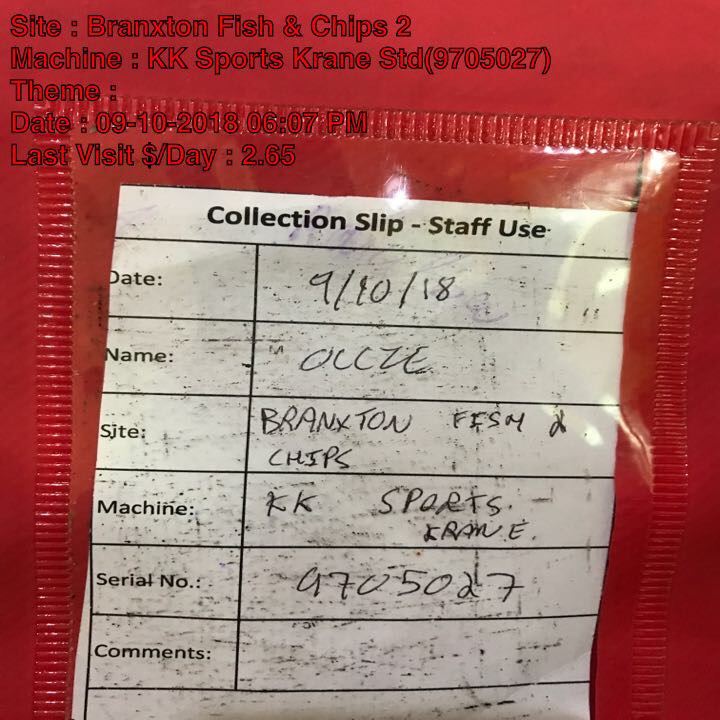 Site : Branxton Fish & Chips 2
Machine : KK Sports Krane Std(9705027)
Theme :
Date : 09-10-2018 06:07 PM
Last Visit $/Day : 2.65
Collection Slip - Staff Use
Date: 9/10/18
Name: OLLIE
Site: BRANXTON FISH &
CHIPS
Machine: KK SPORTS
KRANE.
Serial No.: 9705027
Comments: